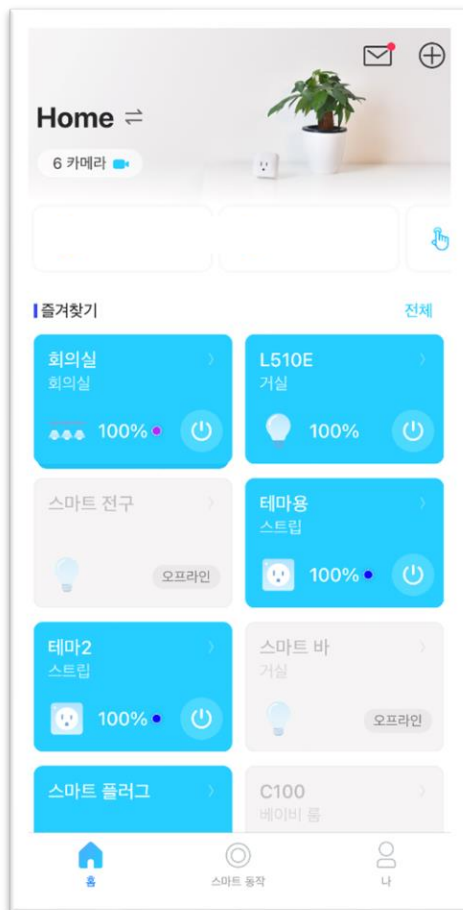 Home
6 카메라
즐겨찾기
전체
회의실
회의실
100%
L510E
거실
100%
스마트 전구
오프라인
테마용
스트립
100%
테마2
스트립
100%
스마트 바
거실
오프라인
스마트 플러그
C100
베이비 룸
홈
스마트 동작
나